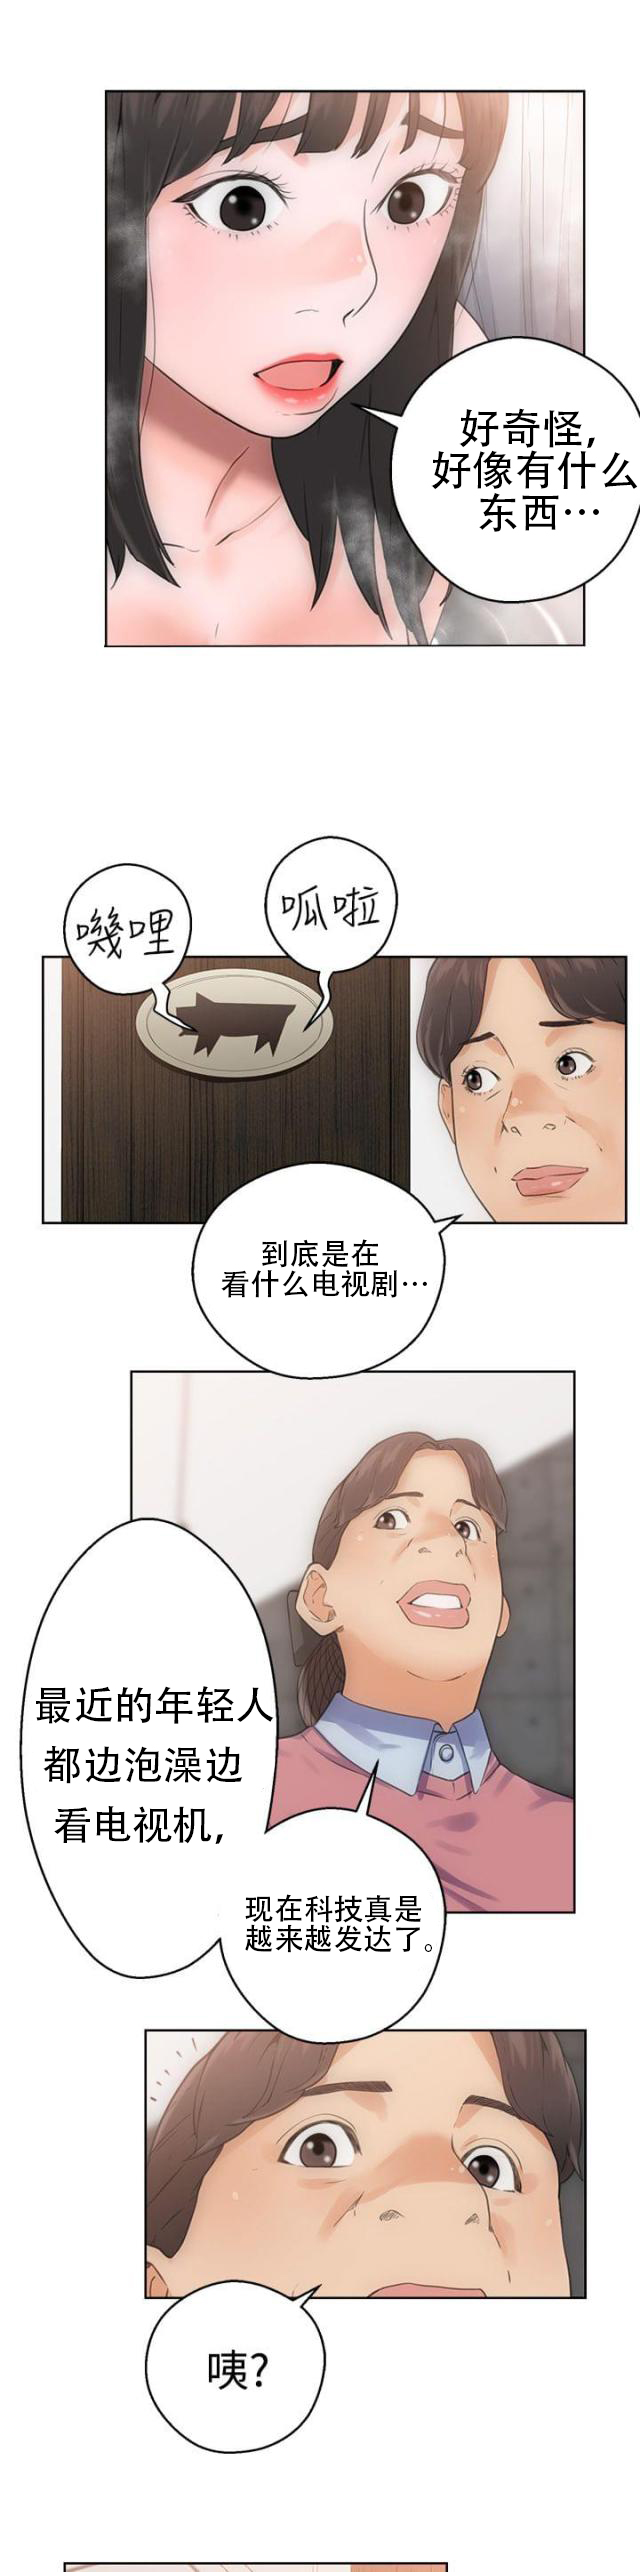 好奇怪,
好像有什么
东西…
嘰哩
呱啦
到底是在
看什么电视剧…
最近的年轻人
都边泡澡边
看电视机,
现在科技真是
越来越发达了。
咦?